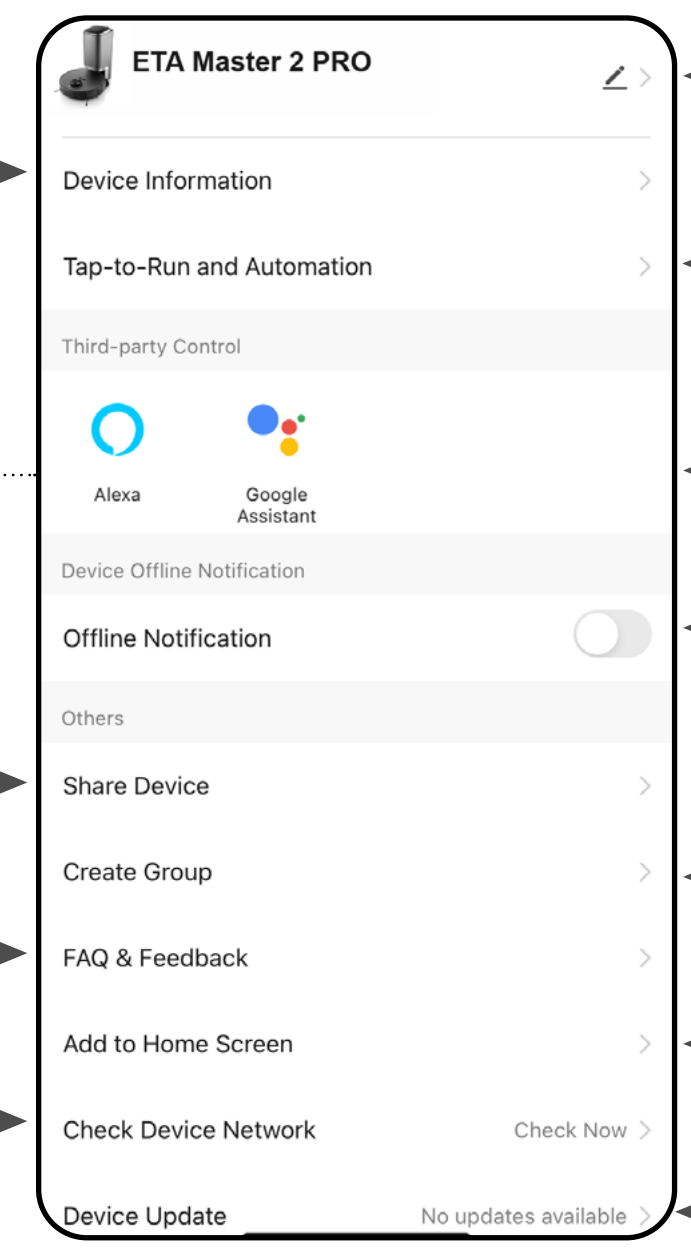 ETA Master 2 PRO
Device Information
Tap-to-Run and Automation
Third-party Control
Alexa
Google
Assistant
Device Offline Notification
Offline Notification
Others
Share Device
Create Group
FAQ & Feedback
Add to Home Screen
Check Device Network Check Now
Device Update No updates available